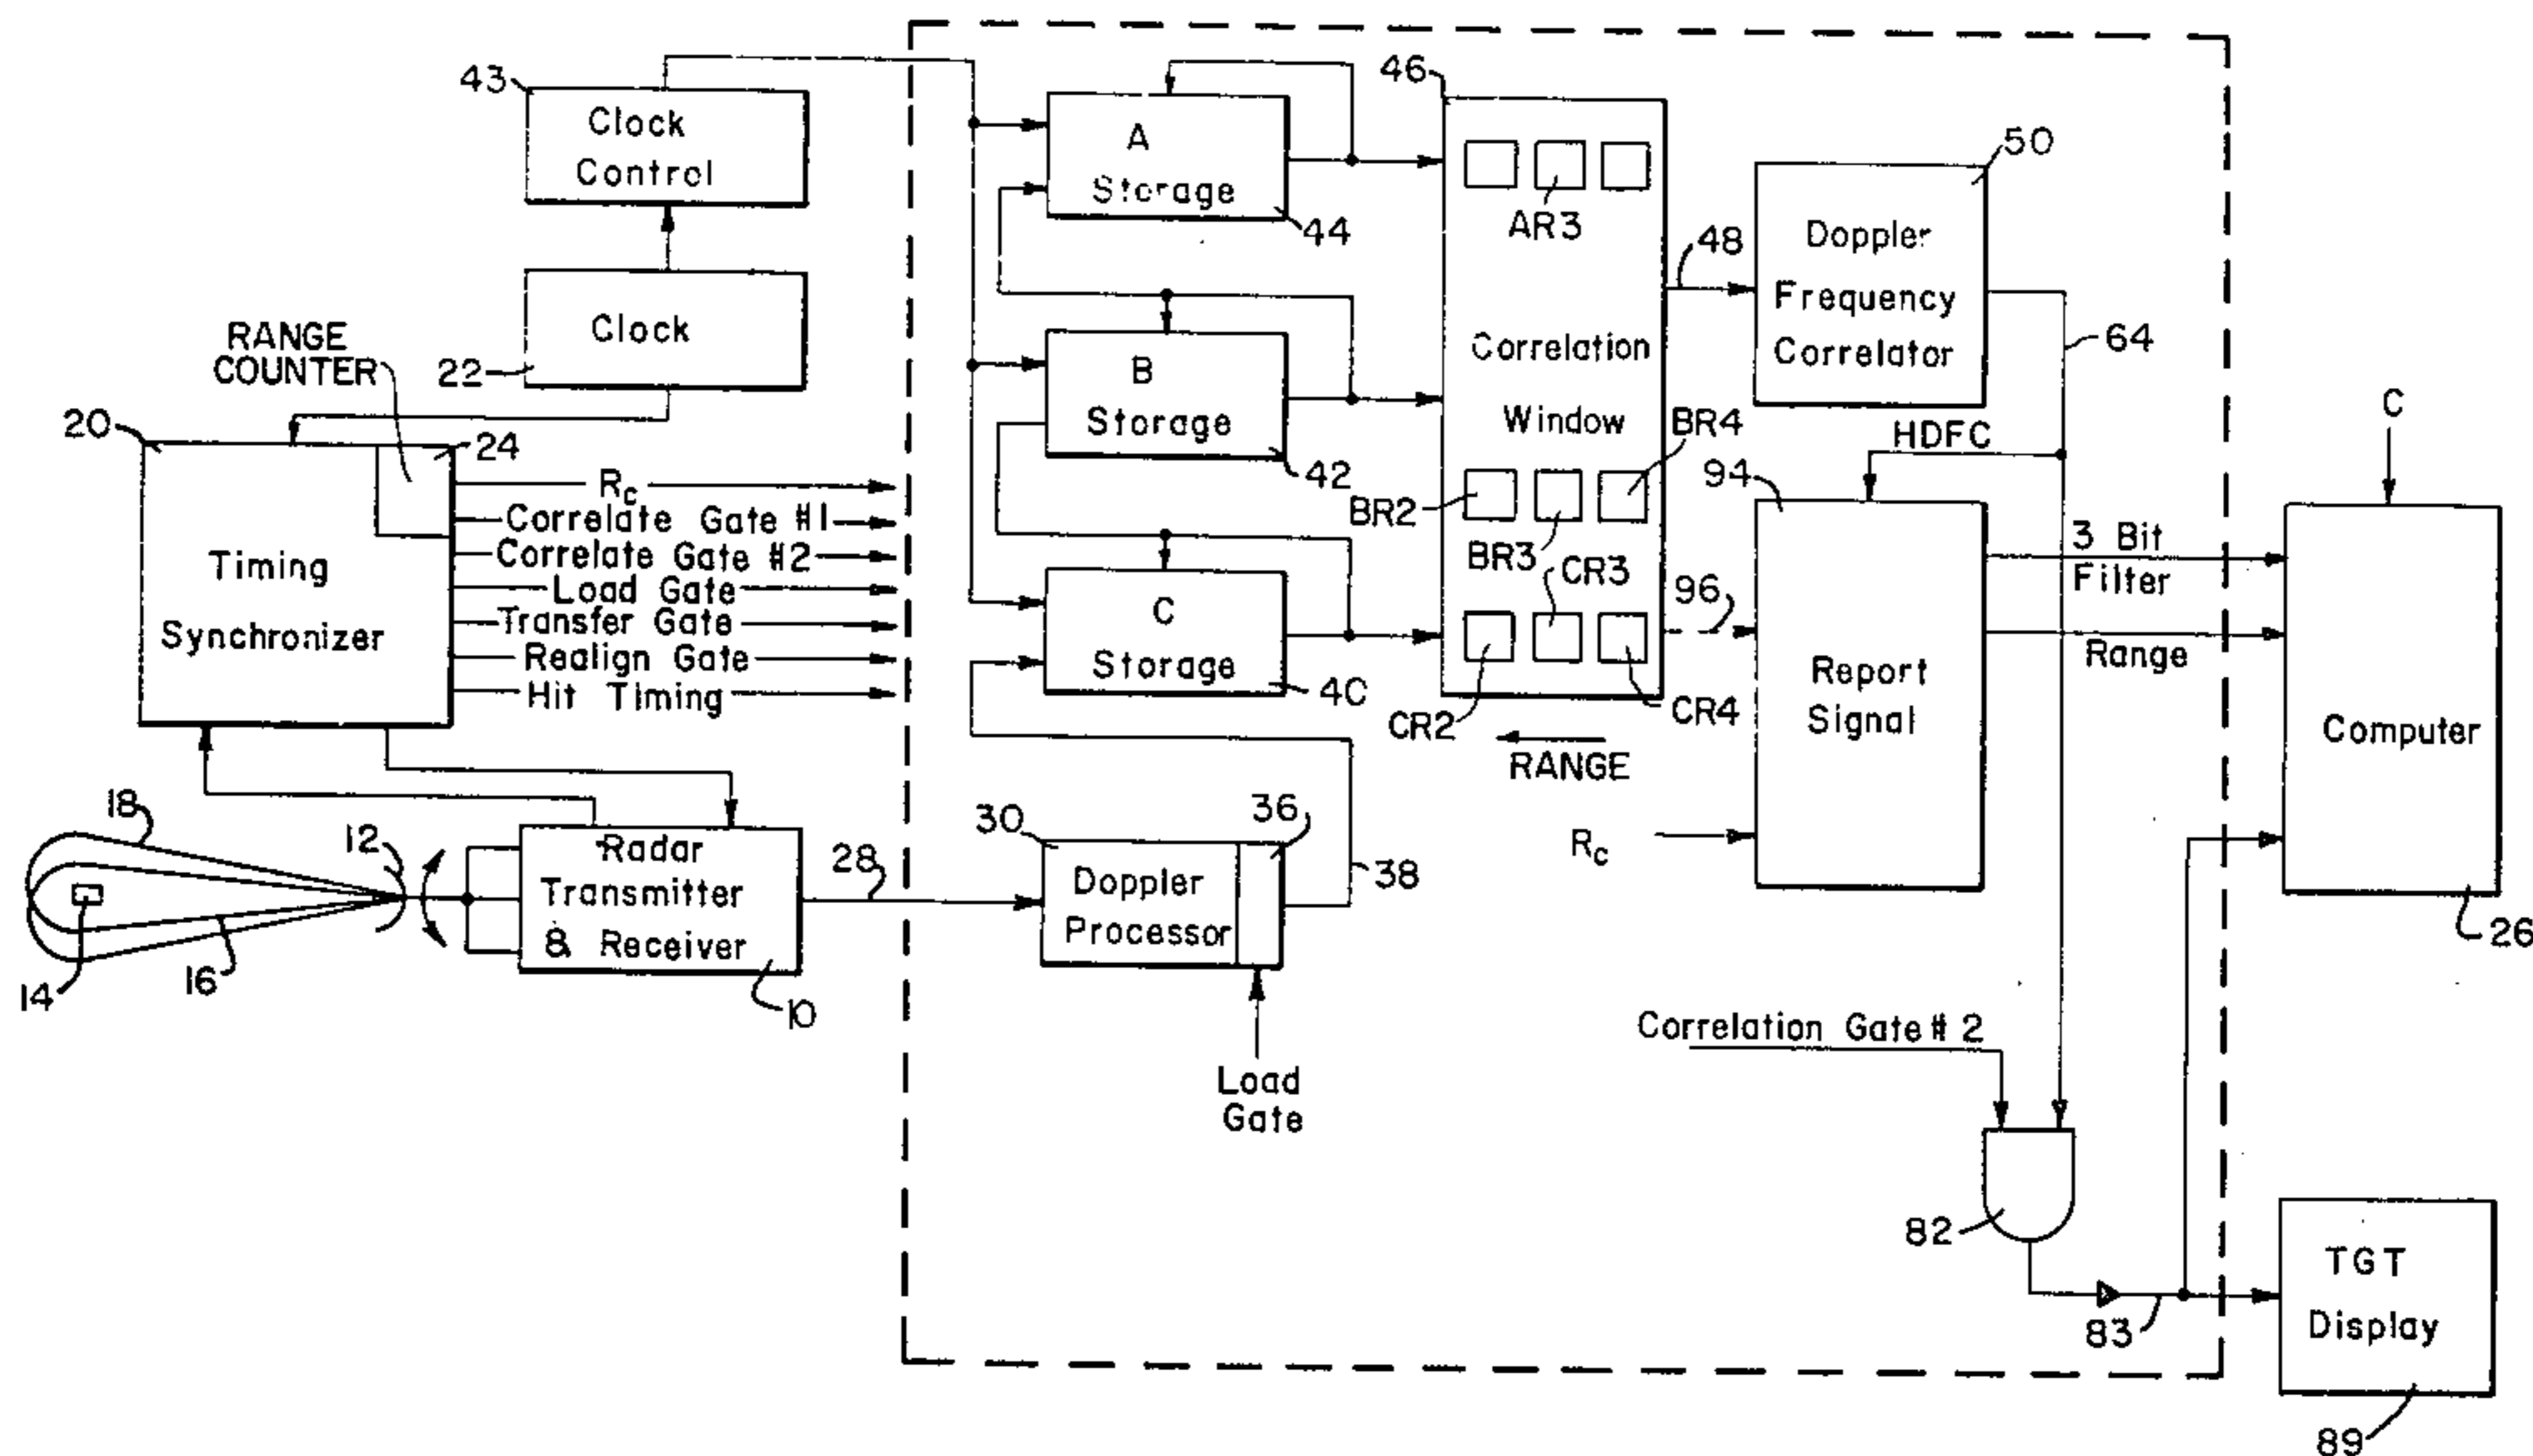 43
Clock
Control
Clock
22
RANGE
COUNTER
20
24
Timing
Synchronizer
Rc
Correlate Gate #1
Correlate Gate #2
Load Gate
Transfer Gate
Realign Gate
Hit Timing
18
12
14
16
Radar
Transmitter
& Receiver
10
28
A
Storage
44
B
Storage
42
C
Storage
4C
30
36
Doppler
Processor
38
Load
Gate
46
AR3
Correlation
Window
BR2
BR3
BR4
CR3
CR2
CR4
RANGE
48
50
Doppler
Frequency
Correlator
64
HDFC
94
96
Report
Signal
Rc
3 Bit
Filter
Range
C
Computer
26
Correlation Gate # 2
82
83
TGT
Display
89